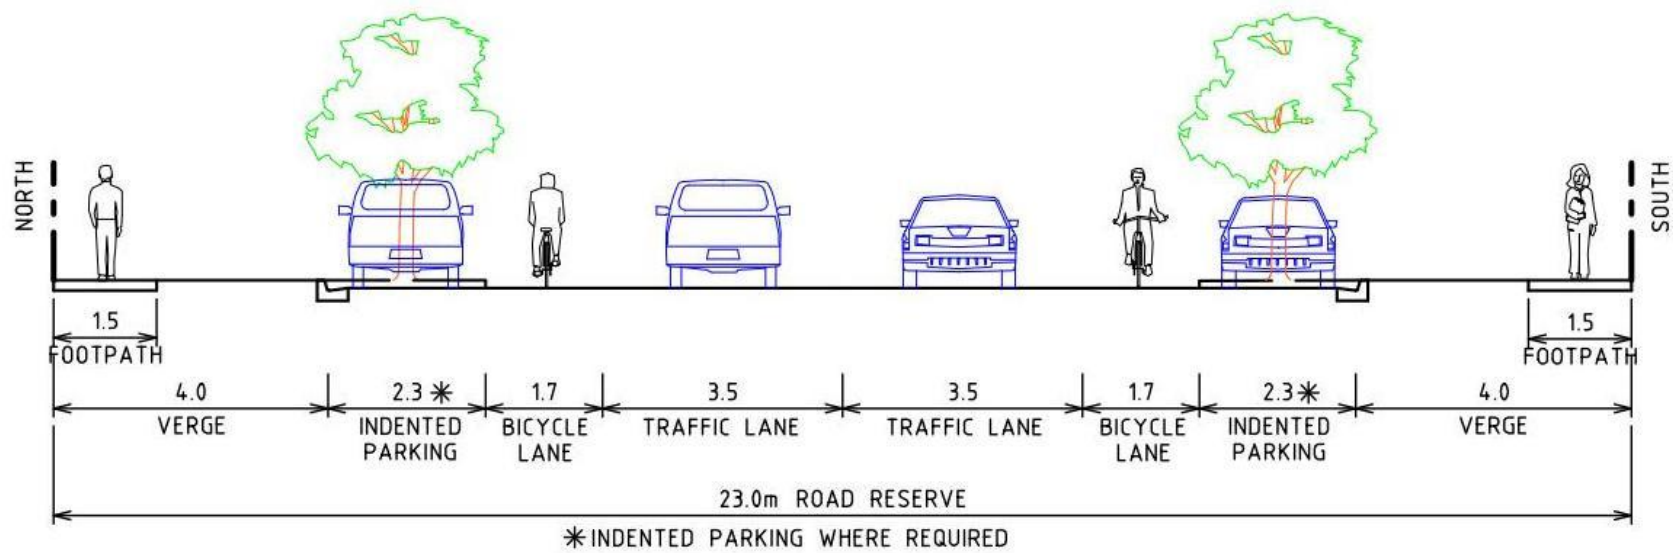 NORTH
SOUTH
1.5
FOOTPATH
1.5
FOOTPATH
4.0
VERGE
2.3*
INDENTED
PARKING
1.7
BICYCLE
LANE
3.5
TRAFFIC LANE
3.5
TRAFFIC LANE
1.7
BICYCLE
LANE
2.3*
INDENTED
PARKING
4.0
VERGE
23.0m ROAD RESERVE
*INDENTED PARKING WHERE REQUIRED